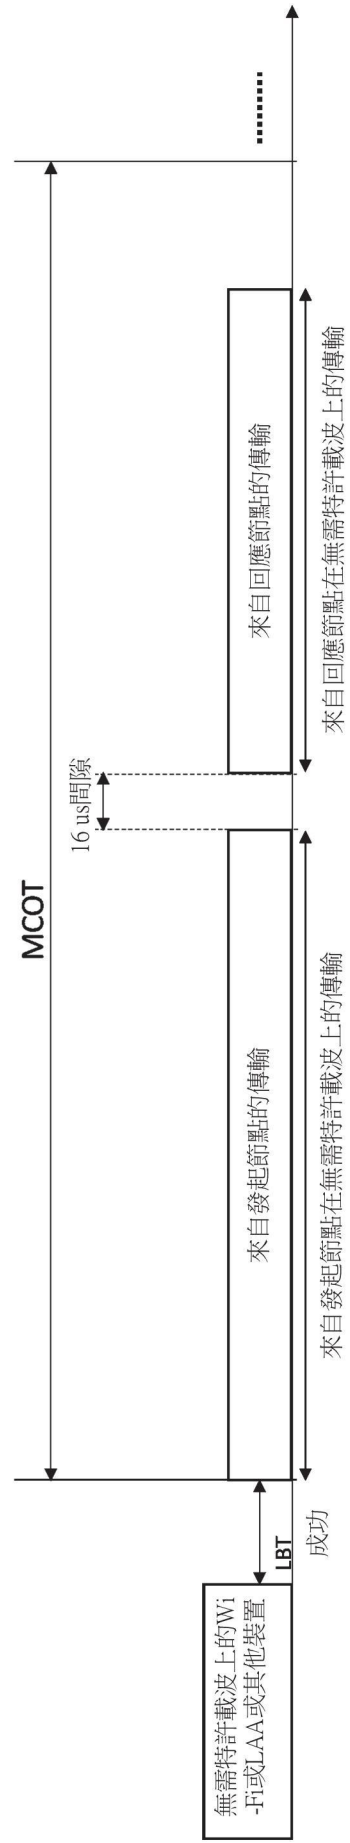 MCOT
16 us間隙
無需特許載波上的Wi
-Fi或LAA或其他裝置
LBT
成功
來自發起節點的傳輸
來自回應節點的傳輸
來自發起節點在無需特許載波上的傳輸
來自回應節點在無需特許載波上的傳輸